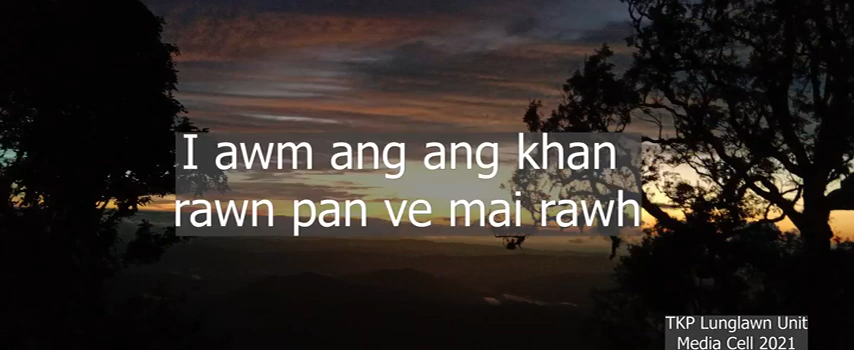 I awm ang ang khan
rawn pan ve mai rawh
TKP Lunglawn Unit
Media Cell 2021